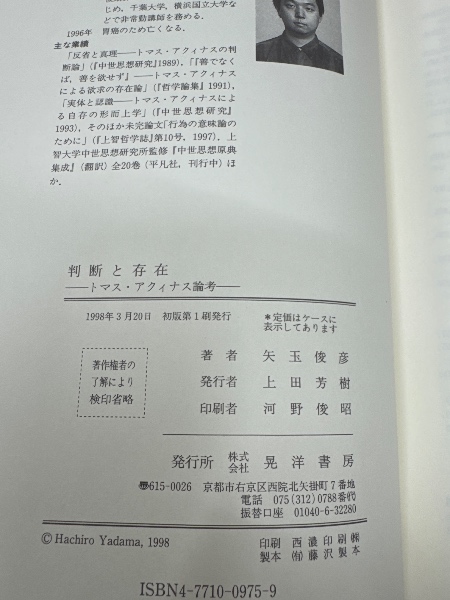 じめ，千葉大学，横浜国立大学な
どで非常勤講師を務める．
1996年 胃癌のため亡くなる．
主な業績
「反省と真理――トマス・アクィナスの判
断論」（『中世思想研究』1989），「『善でなく
ば，善を欲せず』――トマス・アクィナス
による欲求の存在論」（『哲学論集』1991），
「実体と認識――トマス・アクィナスによ
る自存の形而上学」（『中世思想研究』
1993），そのほか未完論文「行為の意味論の
ために」（『上智哲学誌』第10号，1997），上
智大学中世思想研究所監修『中世思想原典
集成』（翻訳）全20巻（平凡社，刊行中）ほ
か．
判断と存在
――トマス・アクィナス論考――
1998年3月20日 初版第1刷発行
＊定価はケースに
表示してあります
著作権者の
了解により
検印省略
著者 矢玉俊彦
発行者 上田芳樹
印刷者 河野俊昭
発行所 株式会社 晃洋書房
〠615-0026 京都市右京区西院北矢掛町7番地
電話 075(312)0788番代
振替口座 01040-6-32280
© Hachiro Yadama, 1998
印刷 西濃印刷㈱
製本 ㈲藤沢製本
ISBN4-7710-0975-9